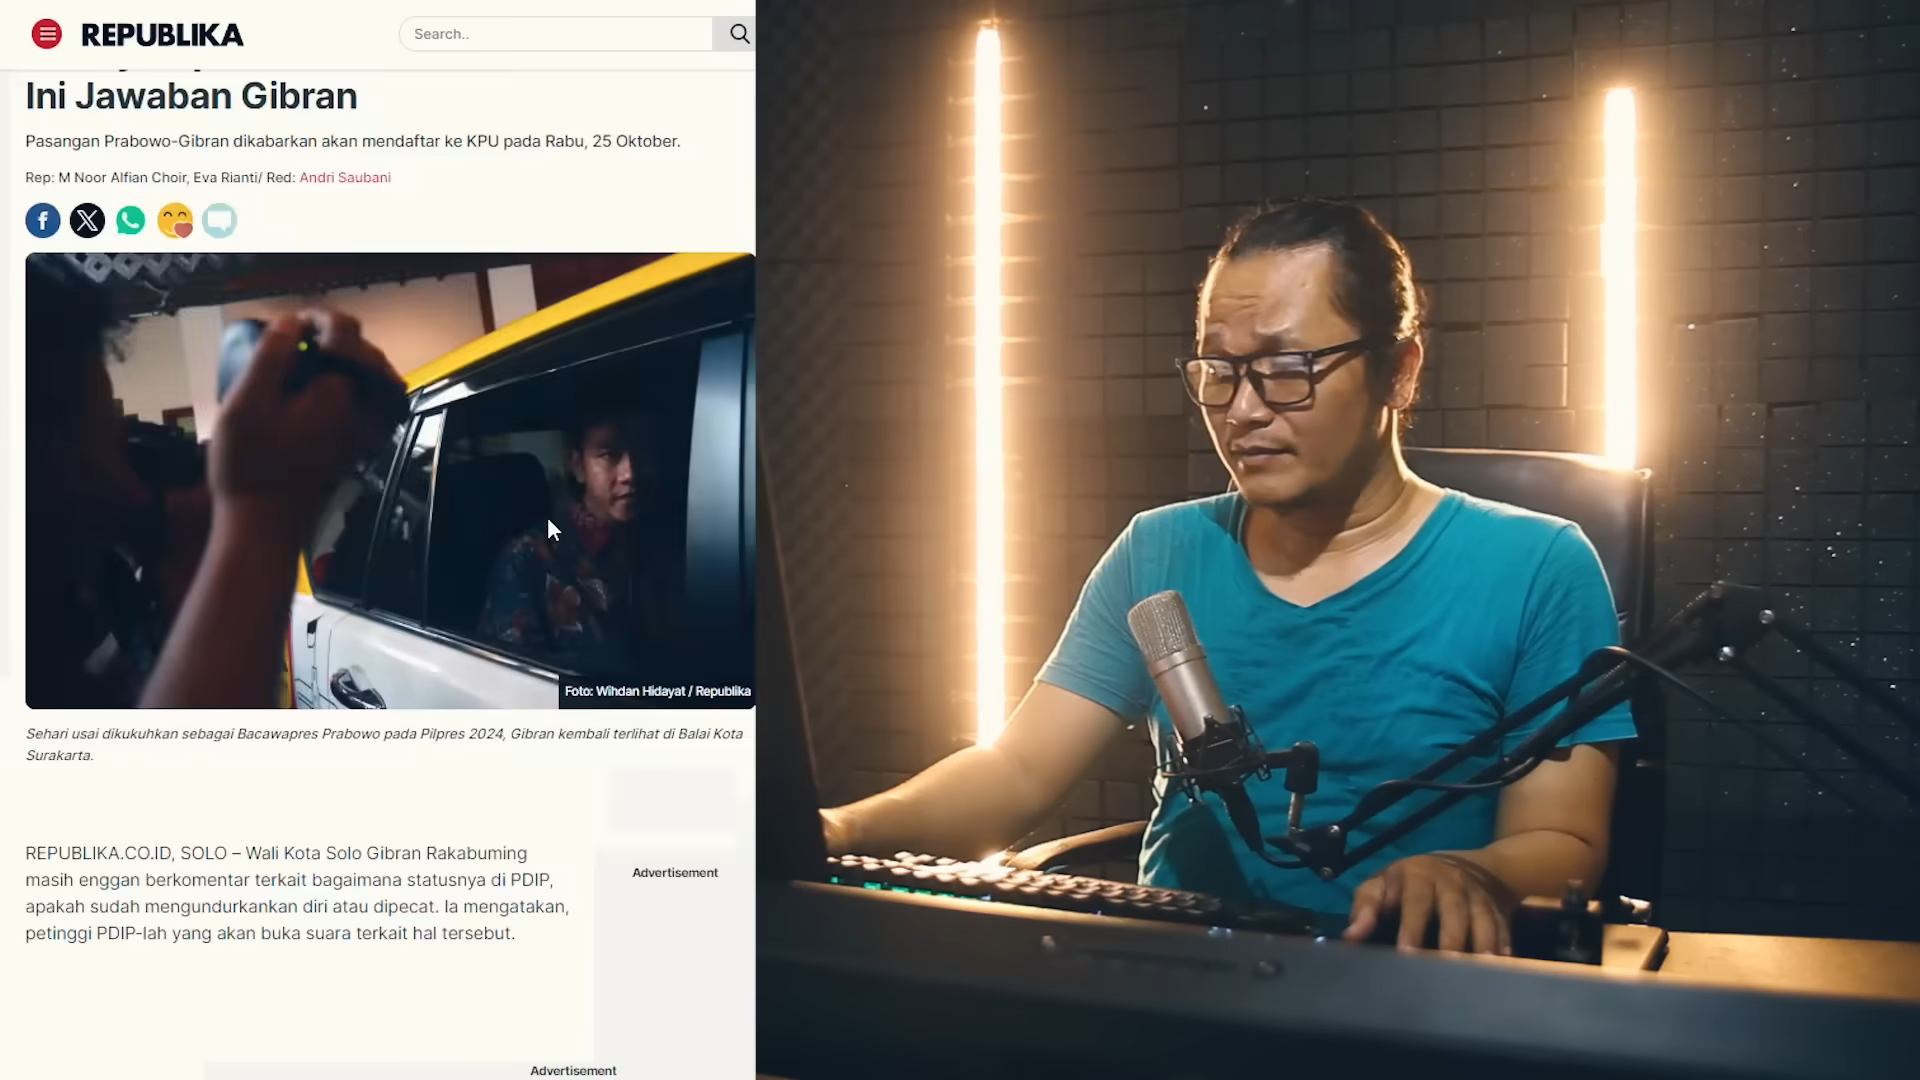 REPUBLIKA
Search..
Ini Jawaban Gibran
Pasangan Prabowo-Gibran dikabarkan akan mendaftar ke KPU pada Rabu, 25 Oktober.
Rep: M Noor Alfian Choir, Eva Rianti/ Red: Andri Saubani
Foto: Wihdan Hidayat / Republika
Sehari usai dikukuhkan sebagai Bacawapres Prabowo pada Pilpres 2024, Gibran kembali terlihat di Balai Kota
Surakarta.
REPUBLIKA.CO.ID, SOLO – Wali Kota Solo Gibran Rakabuming
masih enggan berkomentar terkait bagaimana statusnya di PDIP,
apakah sudah mengundurkankan diri atau dipecat. Ia mengatakan,
petinggi PDIP-lah yang akan buka suara terkait hal tersebut.
Advertisement
Advertisement